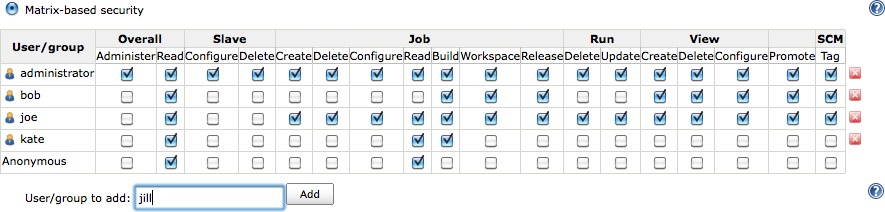 Matrix-based security
User/group Overall Slave Job Run View SCM
Administer Read Configure Delete Create Delete Configure Read Build Workspace Release Delete Update Create Delete Configure Promote Tag
administrator
bob
joe
kate
Anonymous
User/group to add: jill Add